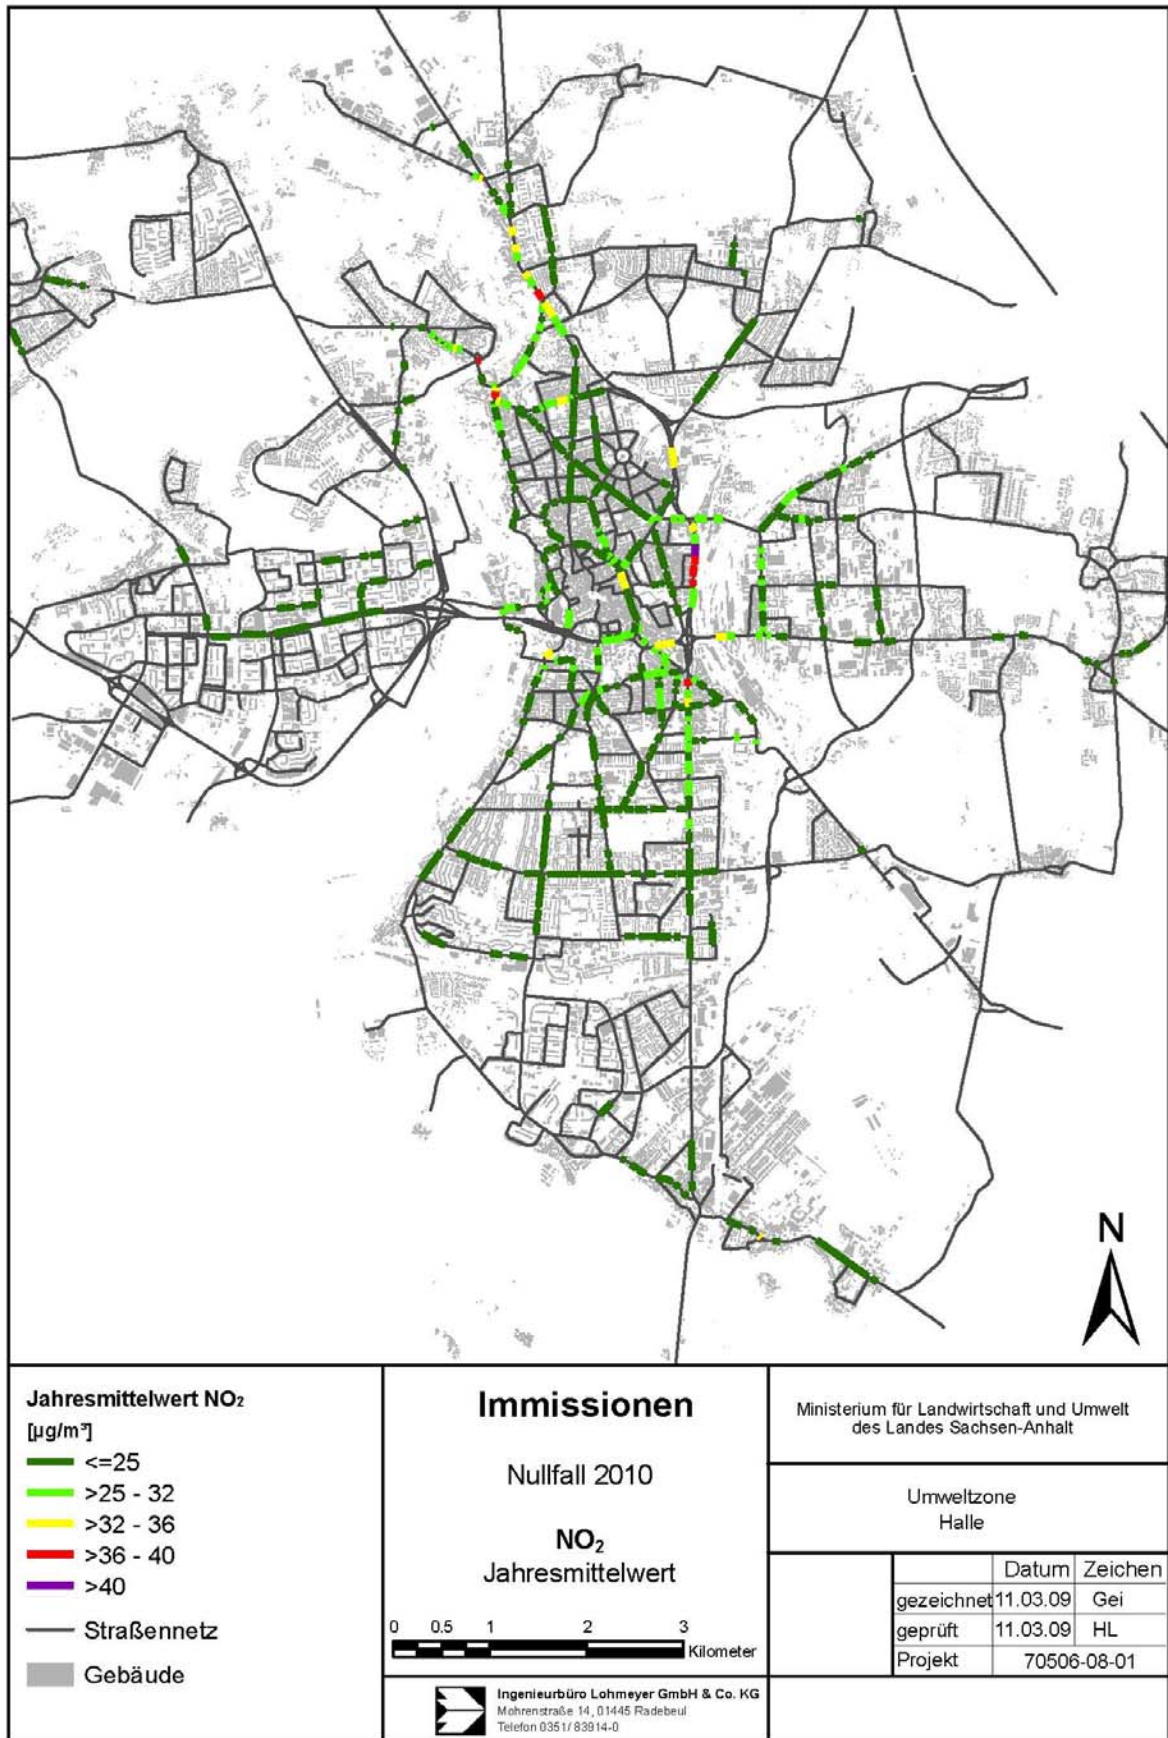 N
Jahresmittelwert NO₂
[µg/m³]
<=25
>25 - 32
>32 - 36
>36 - 40
>40
Straßennetz
Gebäude
Immissionen
Nullfall 2010
NO₂
Jahresmittelwert
0 0.5 1 2 3
Kilometer
Ingenieurbüro Lohmeyer GmbH & Co. KG
Mohrenstraße 14, 01445 Radebeul
Telefon 0351/ 83914-0
Ministerium für Landwirtschaft und Umwelt
des Landes Sachsen-Anhalt
Umweltzone
Halle
Datum Zeichen
gezeichnet 11.03.09 Gei
geprüft 11.03.09 HL
Projekt 70506-08-01